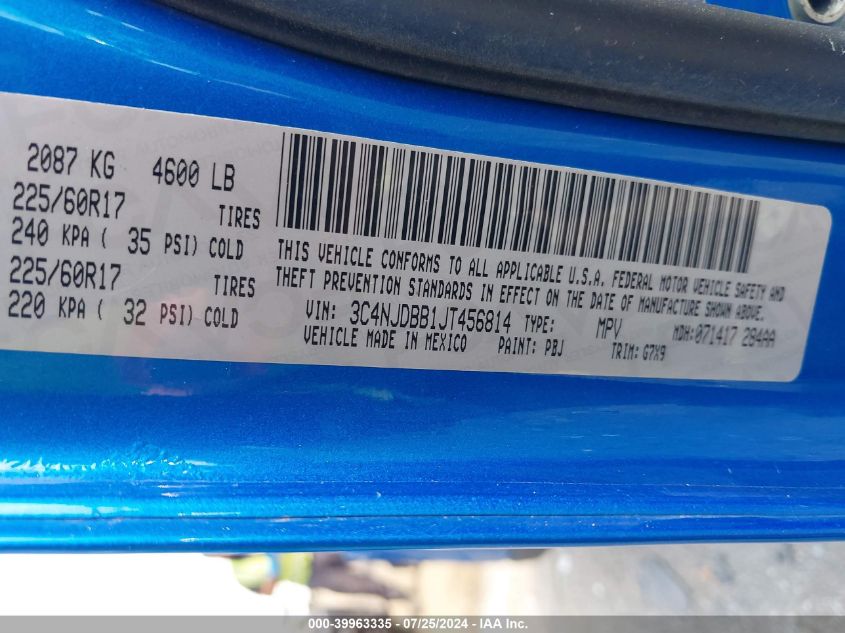 2087 KG 4600 LB
225/60R17 TIRES
240 KPA ( 35 PSI) COLD
225/60R17 TIRES
220 KPA ( 32 PSI) COLD
THIS VEHICLE CONFORMS TO ALL APPLICABLE U.S.A. FEDERAL MOTOR VEHICLE SAFETY AND
THEFT PREVENTION STANDARDS IN EFFECT ON THE DATE OF MANUFACTURE SHOWN ABOVE.
VIN: 3C4NJDBB1JT456814 TYPE: MPV MDH:071417 284AA
VEHICLE MADE IN MEXICO PAINT: PBJ TRIM: G7X9
000-39963335 - 07/25/2024 - IAA Inc.